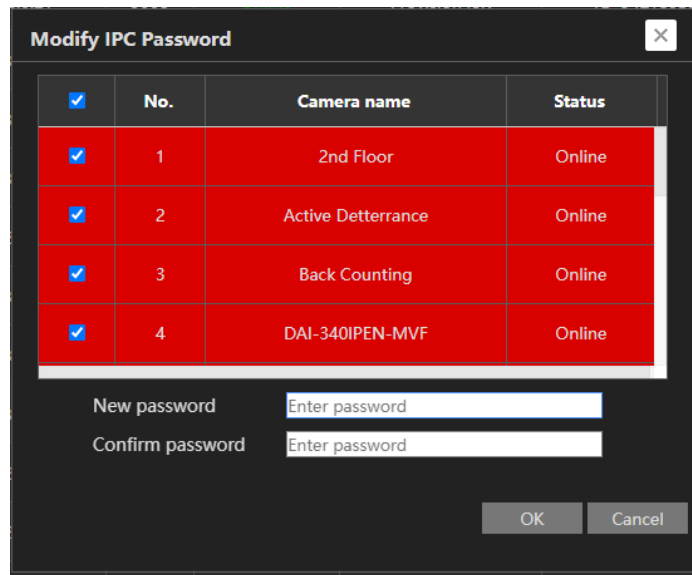 Modify IPC Password
No. Camera name Status
1 2nd Floor Online
2 Active Detterrance Online
3 Back Counting Online
4 DAI-340IPEN-MVF Online
New password Enter password
Confirm password Enter password
OK Cancel